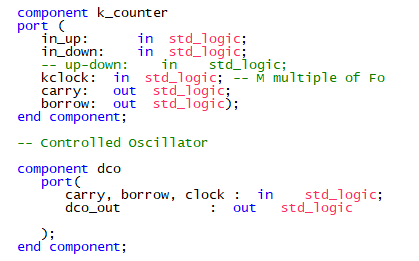 component k_counter
port (
in_up: in std_logic;
in_down: in std_logic;
-- up-down: in std_logic;
kclock: in std_logic; -- M multiple of Fo
carry: out std_logic;
borrow: out std_logic);
end component;
-- Controlled Oscillator
component dco
port(
carry, borrow, clock : in std_logic;
dco_out : out std_logic
);
end component;